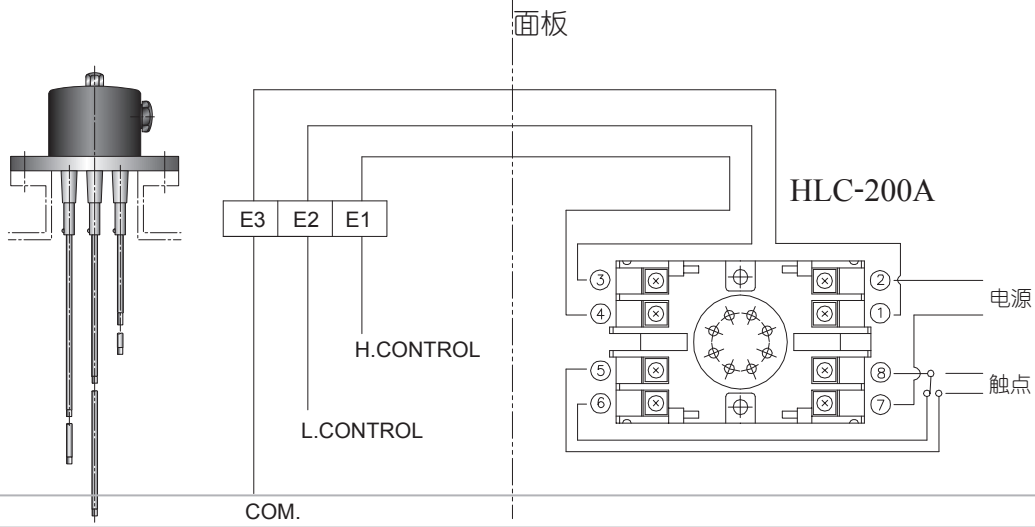 面板
HLC-200A
E3 E2 E1
③ ②
④ ①
电源
H.CONTROL
⑤ ⑧
触点
⑥ ⑦
L.CONTROL
COM.